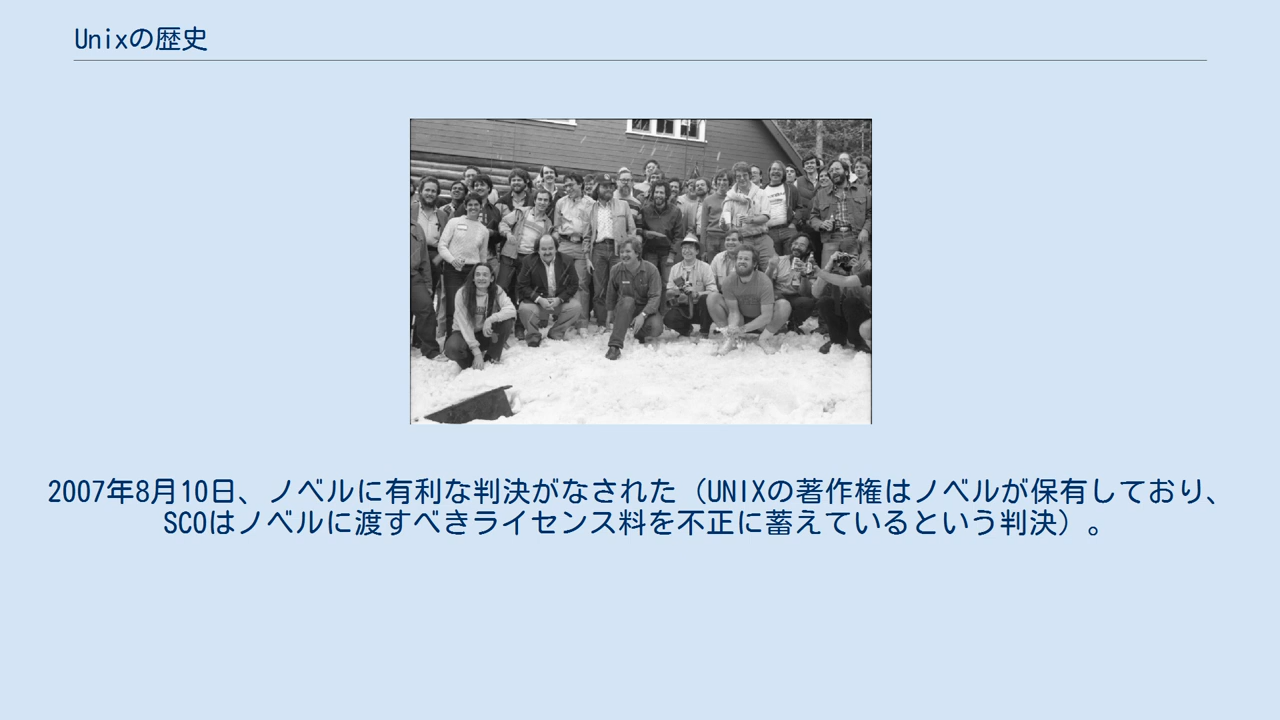 Unixの歴史
2007年8月10日、ノベルに有利な判決がなされた（UNIXの著作権はノベルが保有しており、
SCOはノベルに渡すべきライセンス料を不正に蓄えているという判決）。